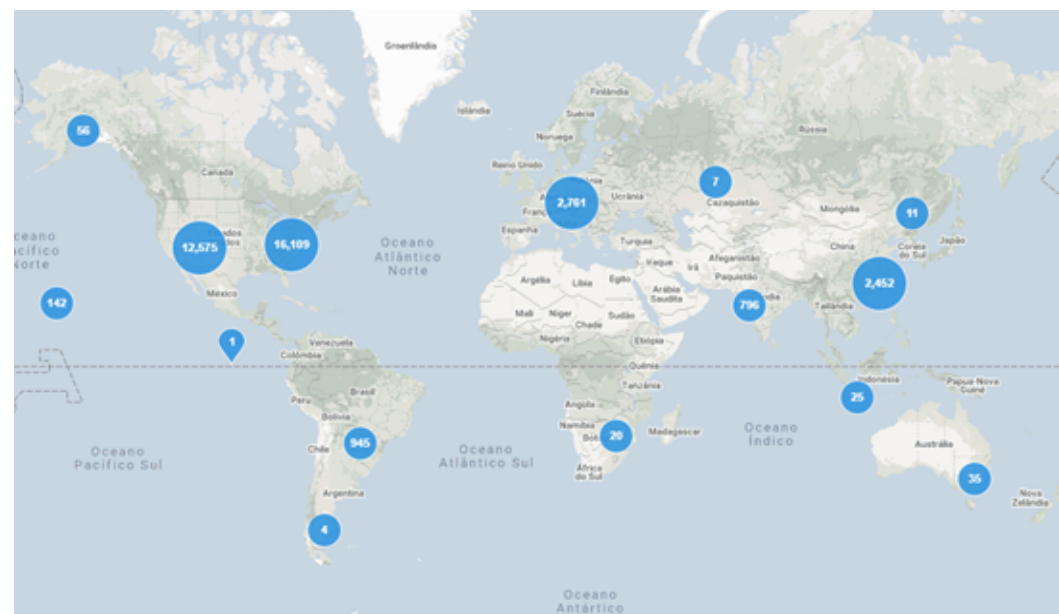 Groenlândia
Islândia
Finlândia
Suécia
Noruega
Rússia
56
Canadá
Reino Unido
7
2,761
Ucrânia
Cazaquistão
Mongólia
11
Espanha
Turquia
China
Coreia
do Sul
Japão
12,575
16,109
Oceano
Atlântico
Norte
Iraque
Irã
Afeganistão
Paquistão
2,452
México
Argélia
Líbia
Egito
Arábia
Saudita
142
796
Tailândia
Mali
Níger
Chade
Sudão
1
Nigéria
Etiópia
Venezuela
Colômbia
Quênia
Indonésia
Papua-Nova
Guiné
Tanzânia
25
Peru
Brasil
Bolívia
Angola
Namíbia
20
Madagascar
Oceano
Índico
945
Chile
Oceano
Pacífico Sul
Oceano
Atlântico Sul
África
do Sul
Austrália
35
Argentina
Nova
Zelândia
4
Oceano
Antártico